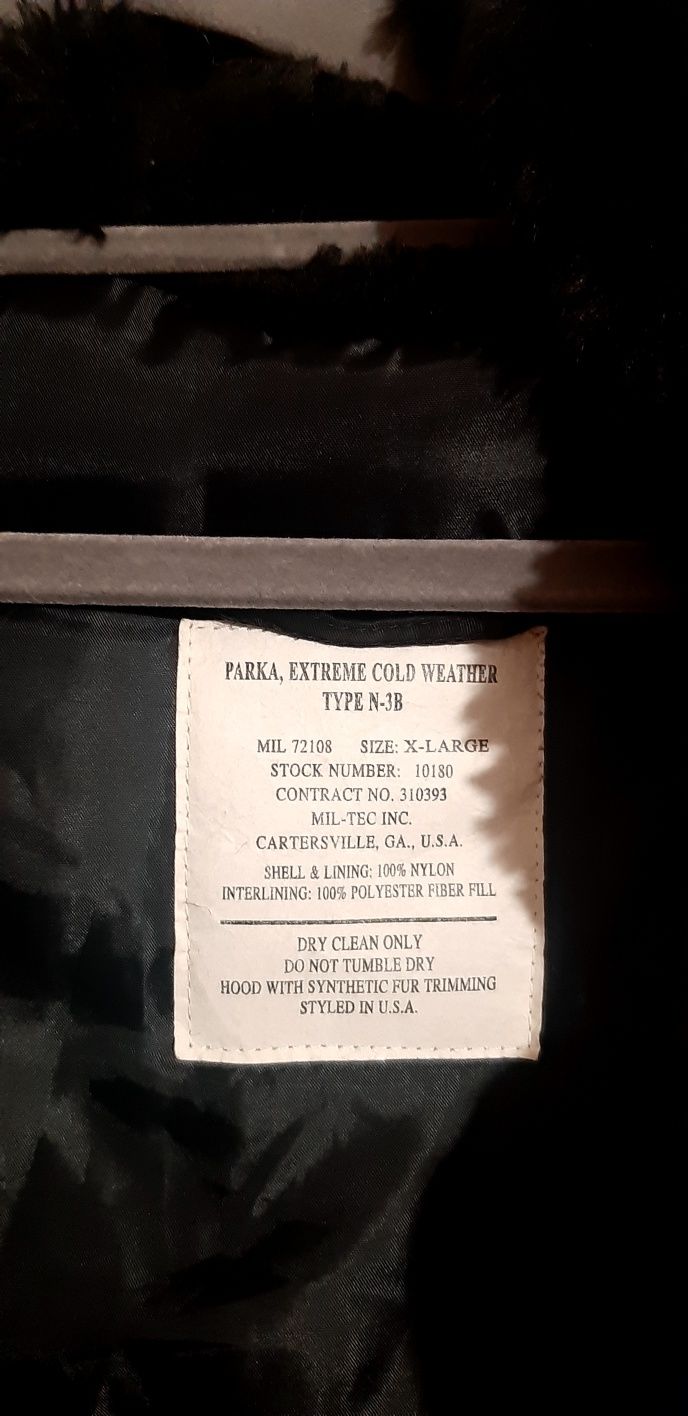 PARKA, EXTREME COLD WEATHER
TYPE N-3B
MIL 72108 SIZE: X-LARGE
STOCK NUMBER: 10180
CONTRACT NO. 310393
MIL-TEC INC.
CARTERSVILLE, GA., U.S.A.
SHELL & LINING: 100% NYLON
INTERLINING: 100% POLYESTER FIBER FILL
DRY CLEAN ONLY
DO NOT TUMBLE DRY
HOOD WITH SYNTHETIC FUR TRIMMING
STYLED IN U.S.A.